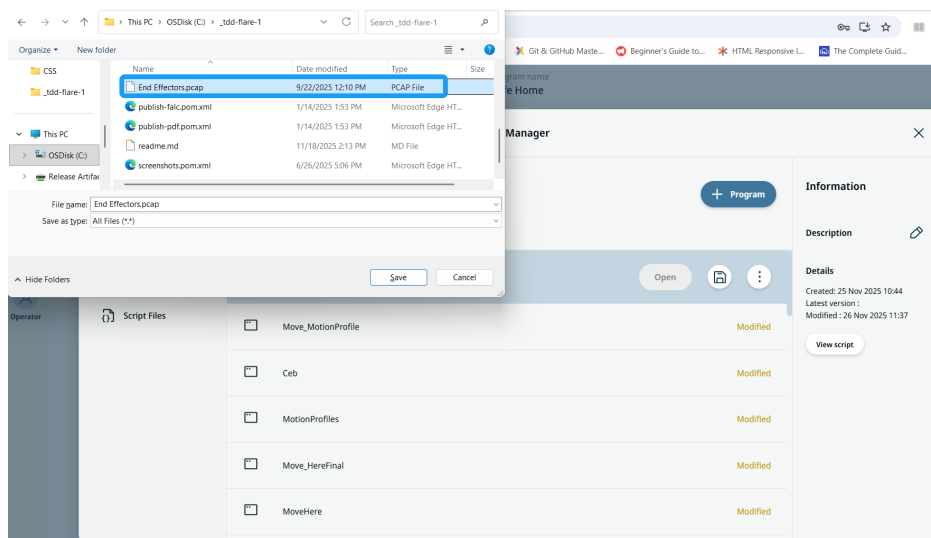 This PC > OSDisk (C:) > _tdd-flare-1
Search _tdd-flare-1
Organize
New folder
Name
Date modified
Type
Size
CSS
_tdd-flare-1
This PC
OSDisk (C:)
Release Artifac
End Effectors.pcap 9/22/2025 12:10 PM PCAP File
publish-falc.pom.xml 1/14/2025 1:53 PM Microsoft Edge HT...
publish-pdf.pom.xml 1/14/2025 1:53 PM Microsoft Edge HT...
readme.md 11/18/2025 2:13 PM MD File
screenshots.pom.xml 6/26/2025 5:06 PM Microsoft Edge HT...
File name: End Effectors.pcap
Save as type: All Files (*.*)
Hide Folders
Save
Cancel
Git & GitHub Maste...
Beginner's Guide to...
HTML Responsive I...
The Complete Guid...
gram name
fe Home
Manager
Program
Open
Operator
Script Files
Move_MotionProfile Modified
Ceb Modified
MotionProfiles Modified
Move_HereFinal Modified
MoveHere Modified
Information
Description
Details
Created: 25 Nov 2025 10:44
Latest version :
Modified : 26 Nov 2025 11:37
View script